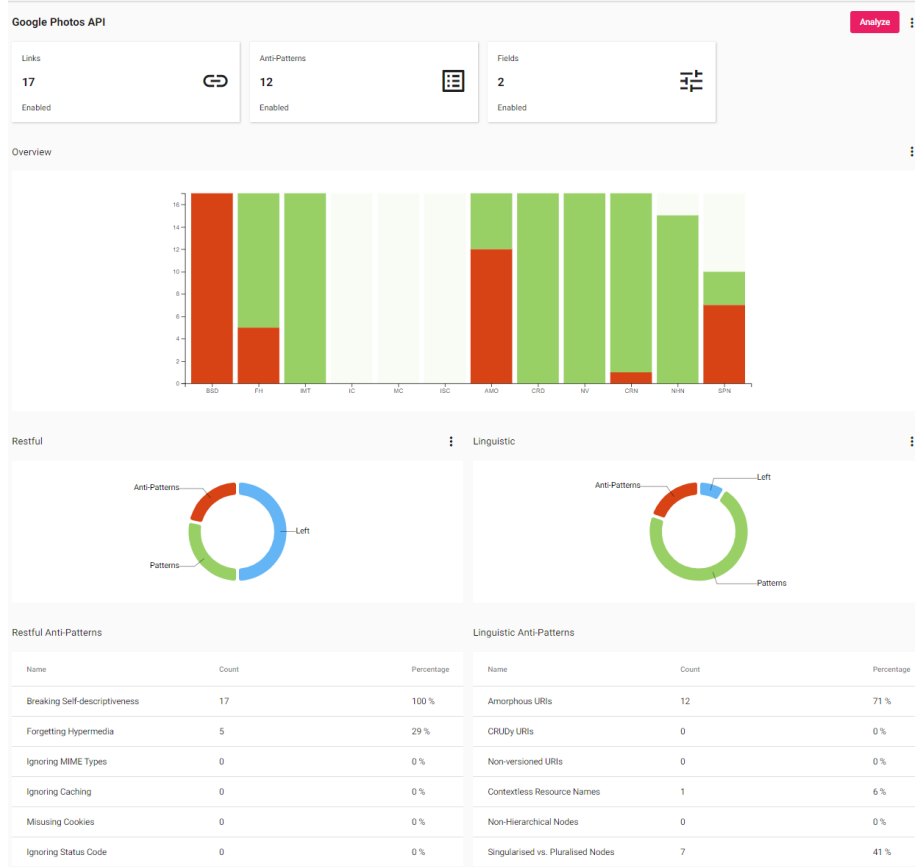 Google Photos API
Analyze
Links
17
Enabled
Anti-Patterns
12
Enabled
Fields
2
Enabled
Overview
16
14
12
10
8
6
4
2
0
BSD FH IMT IC MC ISC AMO CRD NV CRN NHN SPN
Restful
Anti-Patterns
Left
Patterns
Linguistic
Anti-Patterns
Left
Patterns
Restful Anti-Patterns
Name Count Percentage
Breaking Self-descriptiveness 17 100 %
Forgetting Hypermedia 5 29 %
Ignoring MIME Types 0 0 %
Ignoring Caching 0 0 %
Misusing Cookies 0 0 %
Ignoring Status Code 0 0 %
Linguistic Anti-Patterns
Name Count Percentage
Amorphous URIs 12 71 %
CRUDy URIs 0 0 %
Non-versioned URIs 0 0 %
Contextless Resource Names 1 6 %
Non-Hierarchical Nodes 0 0 %
Singularised vs. Pluralised Nodes 7 41 %